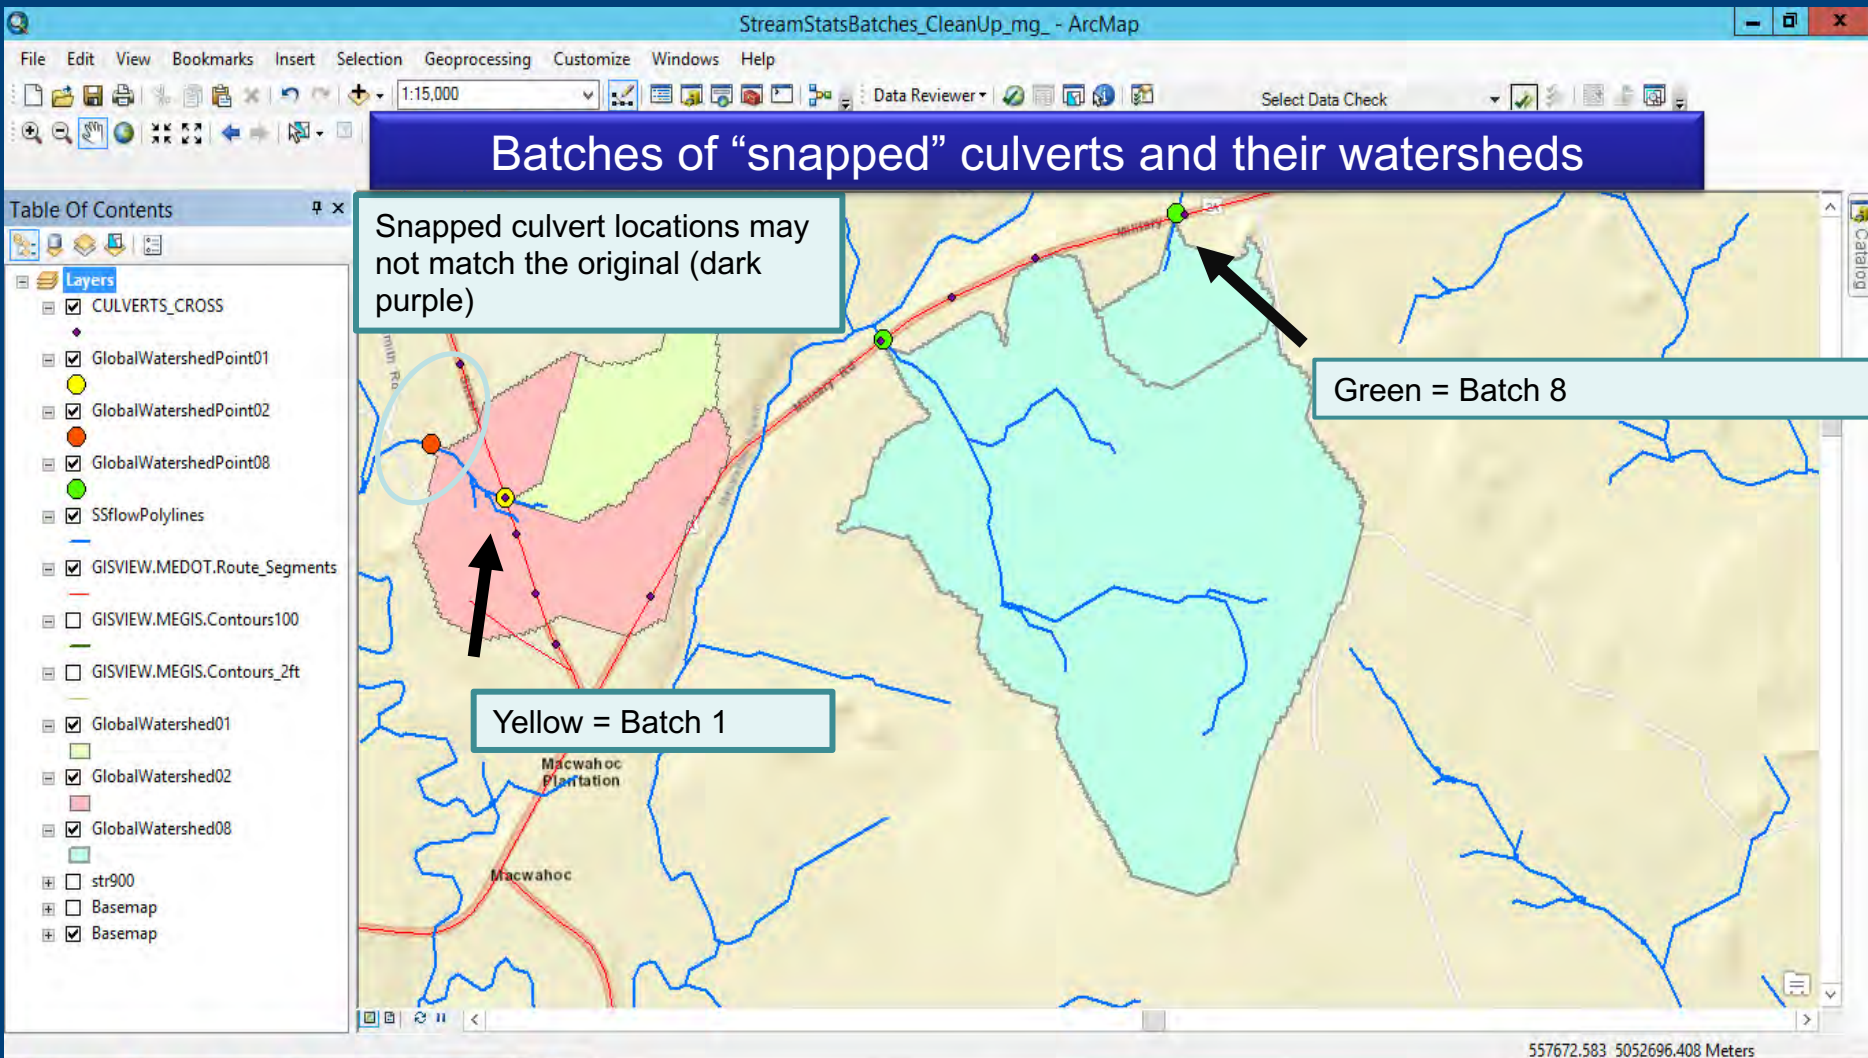 StreamStatsBatches_CleanUp_mg_ - ArcMap
File Edit View Bookmarks Insert Selection Geoprocessing Customize Windows Help
1:15,000
Data Reviewer
Select Data Check
Batches of “snapped” culverts and their watersheds
Table Of Contents
Layers
CULVERTS_CROSS
GlobalWatershedPoint01
GlobalWatershedPoint02
GlobalWatershedPoint08
SSflowPolylines
GISVIEW.MEDOT.Route_Segments
GISVIEW.MEGIS.Contours100
GISVIEW.MEGIS.Contours_2ft
GlobalWatershed01
GlobalWatershed02
GlobalWatershed08
str900
Basemap
Basemap
Snapped culvert locations may
not match the original (dark
purple)
Military
2A
Catalog
Green = Batch 8
Military Rd
Yellow = Batch 1
Macwahoc
Plantation
Macwahoc
557672.583 5052696.408 Meters